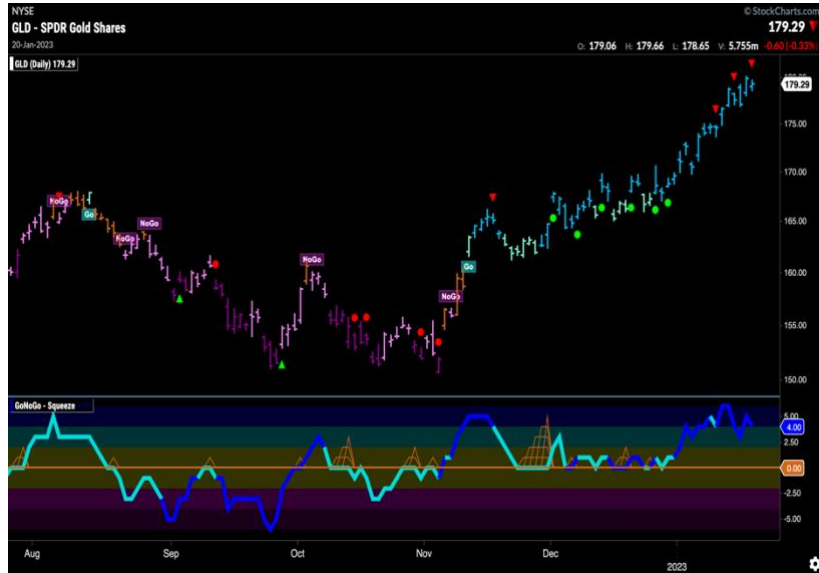 NYSE
© StockCharts.com
GLD - SPDR Gold Shares
179.29
20-Jan-2023
O: 179.06 H: 179.66 L: 178.65 V: 5.755m -0.60 (-0.33%)
GLD (Daily) 179.29
179.29
175.00
170.00
165.00
160.00
155.00
150.00
NoGo
Go
NoGo
NoGo
NoGo
NoGo
Go
GoNoGo - Squeeze
5.00
4.00
2.50
0.00
-2.50
-5.00
Aug Sep Oct Nov Dec 2023